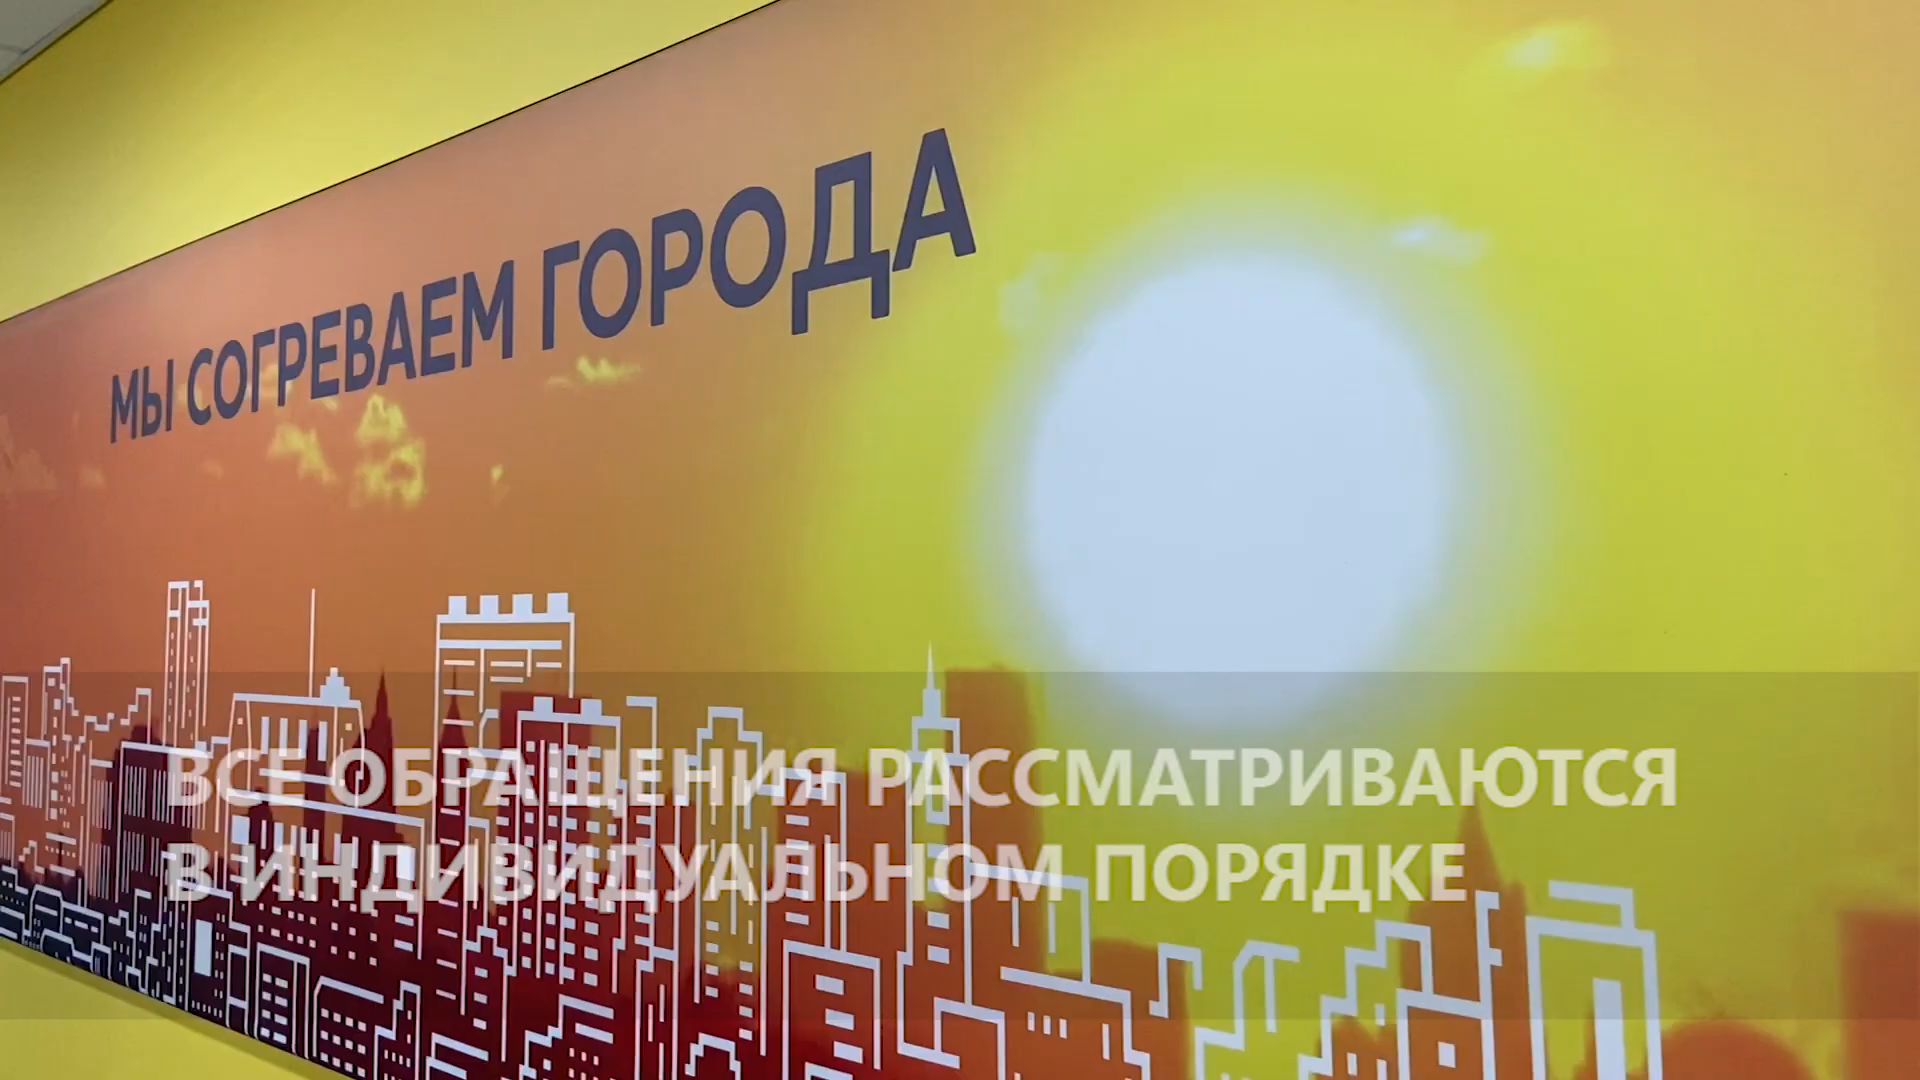 МЫ СОГРЕВАЕМ ГОРОДА
ВСЕ ОБРАЩЕНИЯ РАССМАТРИВАЮТСЯ
В ИНДИВИДУАЛЬНОМ ПОРЯДКЕ